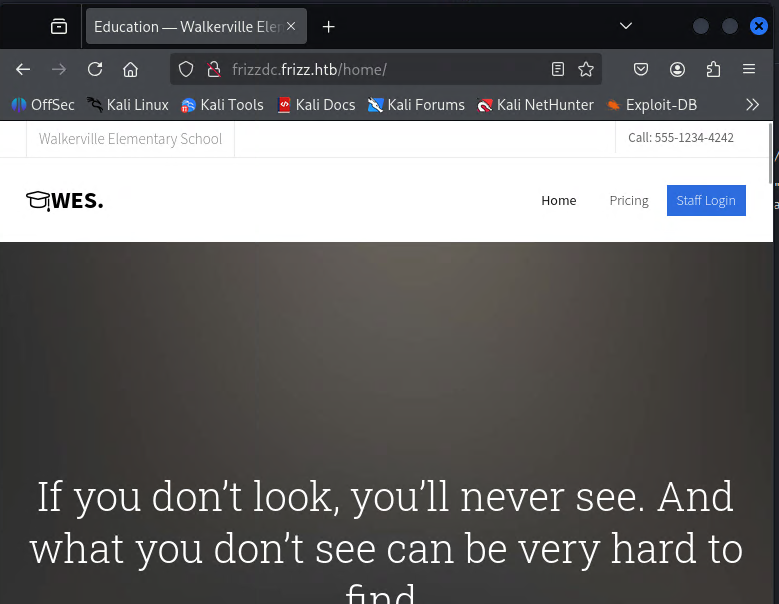 Education — Walkerville Eler
frizzdc.frizz.htb/home/
OffSec Kali Linux Kali Tools Kali Docs Kali Forums Kali NetHunter Exploit-DB
Walkerville Elementary School
Call: 555-1234-4242
WES.
Home Pricing Staff Login
If you don’t look, you’ll never see. And
what you don’t see can be very hard to
find